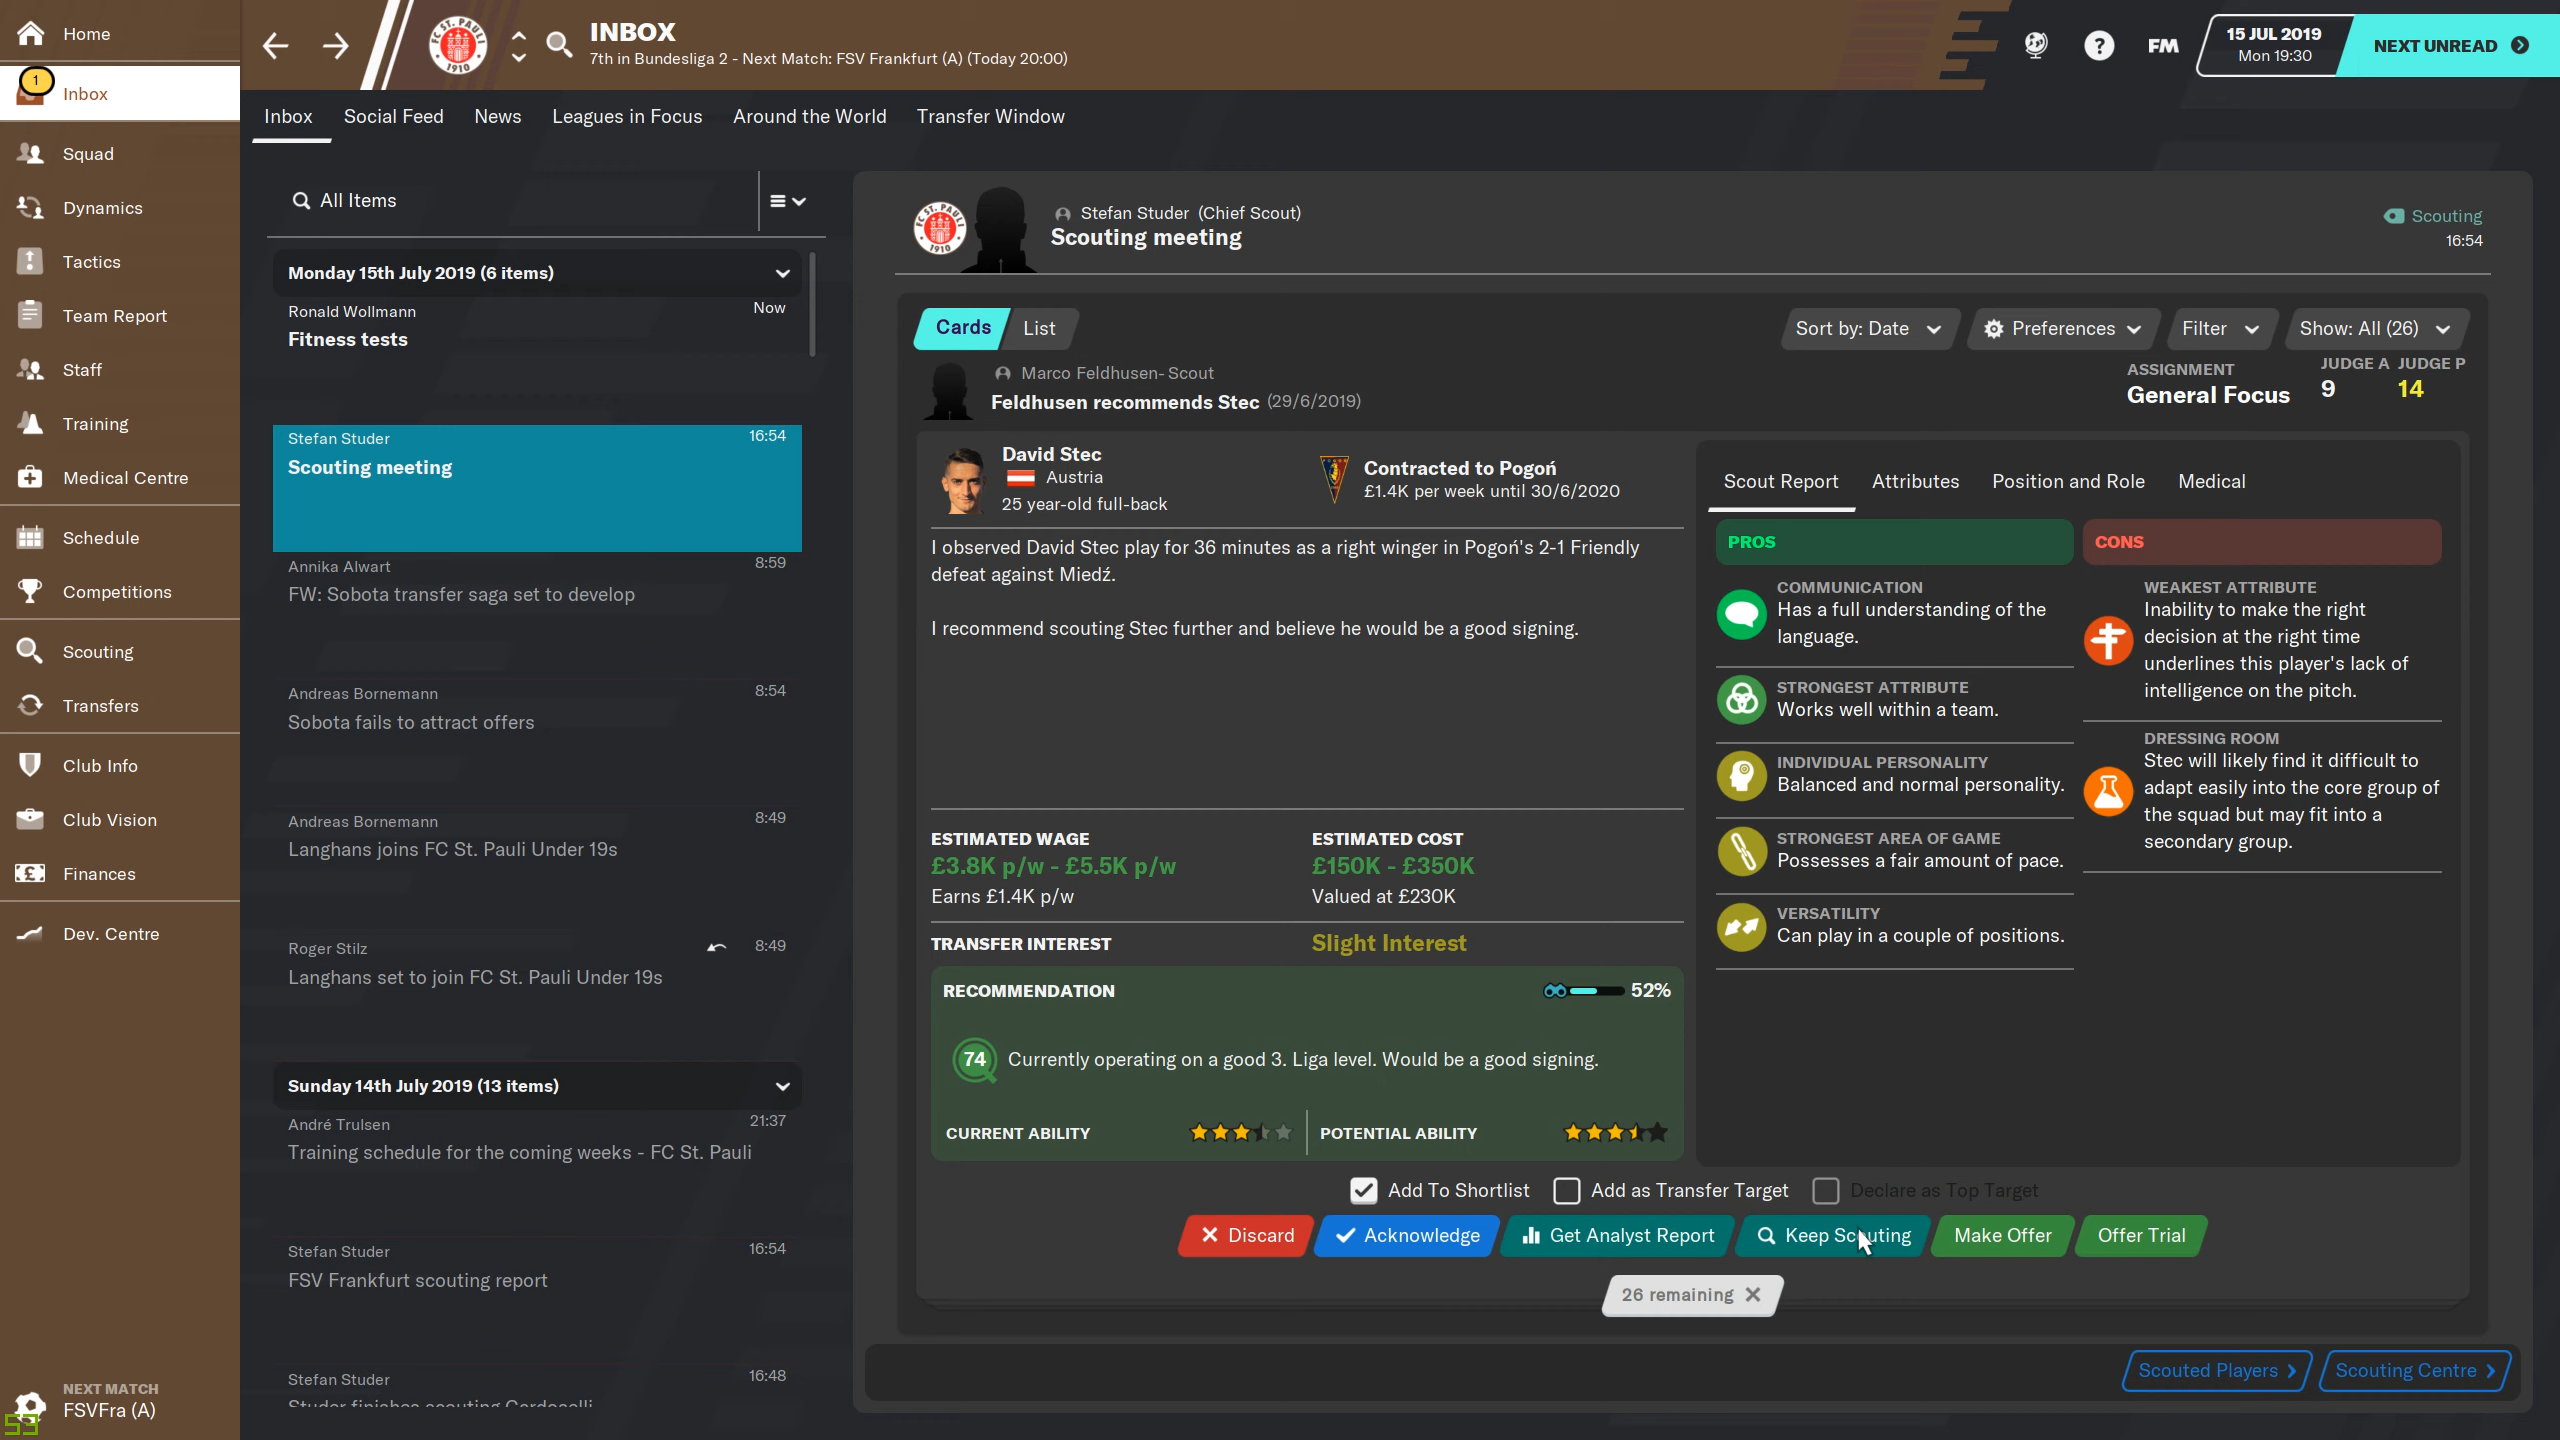 Home
1
Inbox
Squad
Dynamics
Tactics
Team Report
Staff
Training
Medical Centre
Schedule
Competitions
Scouting
Transfers
Club Info
Club Vision
Finances
Dev. Centre
NEXT MATCH
FSVFra (A)
53
FC ST. PAULI
1910
INBOX
7th in Bundesliga 2 - Next Match: FSV Frankfurt (A) (Today 20:00)
?
FM
15 JUL 2019
Mon 19:30
NEXT UNREAD
Inbox Social Feed News Leagues in Focus Around the World Transfer Window
All Items
Monday 15th July 2019 (6 items)
Ronald Wollmann Now
Fitness tests
Stefan Studer 16:54
Scouting meeting
Annika Alwart 8:59
FW: Sobota transfer saga set to develop
Andreas Bornemann 8:54
Sobota fails to attract offers
Andreas Bornemann 8:49
Langhans joins FC St. Pauli Under 19s
Roger Stilz 8:49
Langhans set to join FC St. Pauli Under 19s
Sunday 14th July 2019 (13 items)
André Trulsen 21:37
Training schedule for the coming weeks - FC St. Pauli
Stefan Studer 16:54
FSV Frankfurt scouting report
Stefan Studer 16:48
Studer finishes scouting Cardoselli
FC ST. PAULI
1910
Stefan Studer (Chief Scout)
Scouting meeting
Scouting
16:54
Cards List
Sort by: Date Preferences Filter Show: All (26)
Marco Feldhusen- Scout
Feldhusen recommends Stec (29/6/2019)
ASSIGNMENT JUDGE A JUDGE P
General Focus 9 14
David Stec
Austria
25 year-old full-back
Contracted to Pogoń
£1.4K per week until 30/6/2020
I observed David Stec play for 36 minutes as a right winger in Pogoń's 2-1 Friendly
defeat against Miedź.
I recommend scouting Stec further and believe he would be a good signing.
ESTIMATED WAGE
£3.8K p/w - £5.5K p/w
Earns £1.4K p/w
ESTIMATED COST
£150K - £350K
Valued at £230K
TRANSFER INTEREST Slight Interest
RECOMMENDATION 52%
74 Currently operating on a good 3. Liga level. Would be a good signing.
CURRENT ABILITY POTENTIAL ABILITY
Scout Report Attributes Position and Role Medical
PROS
COMMUNICATION
Has a full understanding of the
language.
STRONGEST ATTRIBUTE
Works well within a team.
INDIVIDUAL PERSONALITY
Balanced and normal personality.
STRONGEST AREA OF GAME
Possesses a fair amount of pace.
VERSATILITY
Can play in a couple of positions.
CONS
WEAKEST ATTRIBUTE
Inability to make the right
decision at the right time
underlines this player's lack of
intelligence on the pitch.
DRESSING ROOM
Stec will likely find it difficult to
adapt easily into the core group of
the squad but may fit into a
secondary group.
Add To Shortlist Add as Transfer Target Declare as Top Target
Discard Acknowledge Get Analyst Report Keep Scouting Make Offer Offer Trial
26 remaining
Scouted Players Scouting Centre